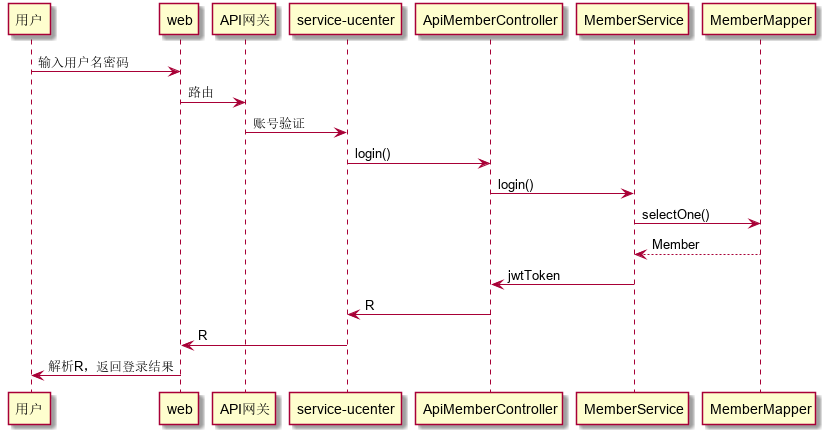 用户
web
API网关
service-ucenter
ApiMemberController
MemberService
MemberMapper
输入用户名密码
路由
账号验证
login()
login()
selectOne()
Member
jwtToken
R
R
解析R，返回登录结果
用户
web
API网关
service-ucenter
ApiMemberController
MemberService
MemberMapper